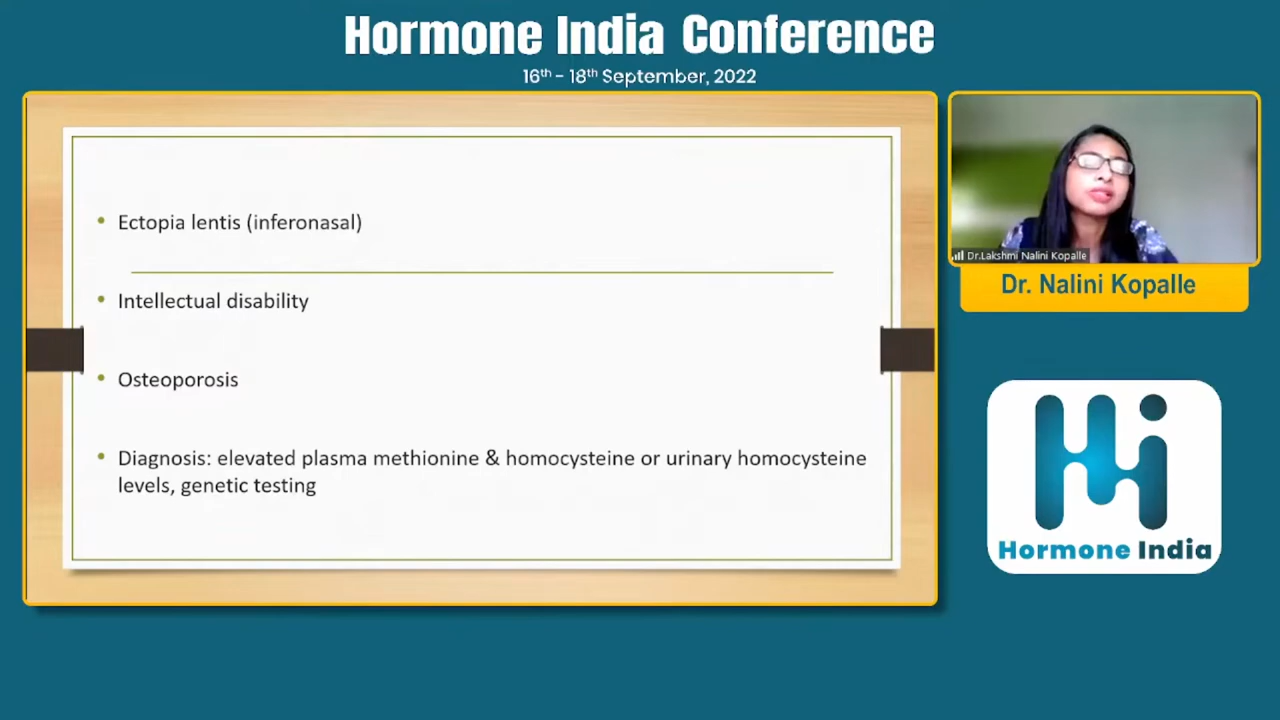 Hormone India Conference
16th - 18th September, 2022
• Ectopia lentis (inferonasal)
• Intellectual disability
• Osteoporosis
• Diagnosis: elevated plasma methionine & homocysteine or urinary homocysteine
levels, genetic testing
Dr.Lakshmi Nalini Kopalle
Dr. Nalini Kopalle
Hi
Hormone India